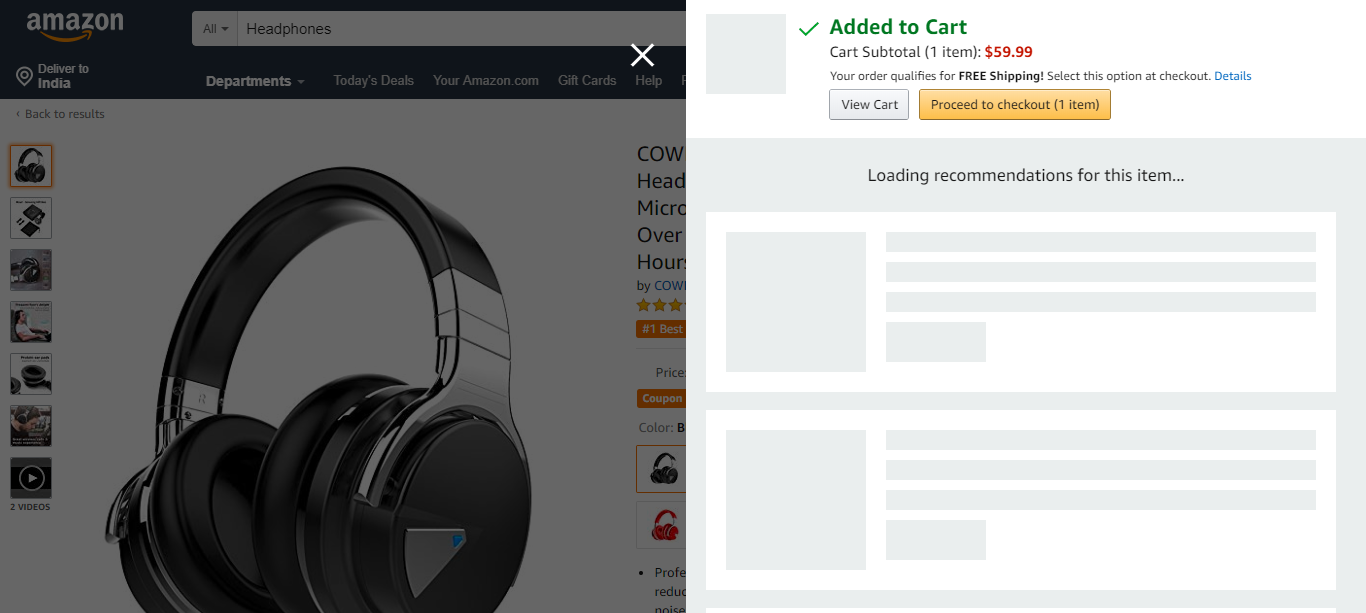 amazon
All
Headphones
Deliver to
India
Departments
Today's Deals
Your Amazon.com
Gift Cards
Help
‹ Back to results
2 VIDEOS
COW
Head
Micro
Over
Hours
by COWI
#1 Best
Price:
Coupon
Color: B
• Profe
reduc
noise
Added to Cart
Cart Subtotal (1 item): $59.99
Your order qualifies for FREE Shipping! Select this option at checkout. Details
View Cart
Proceed to checkout (1 item)
Loading recommendations for this item...